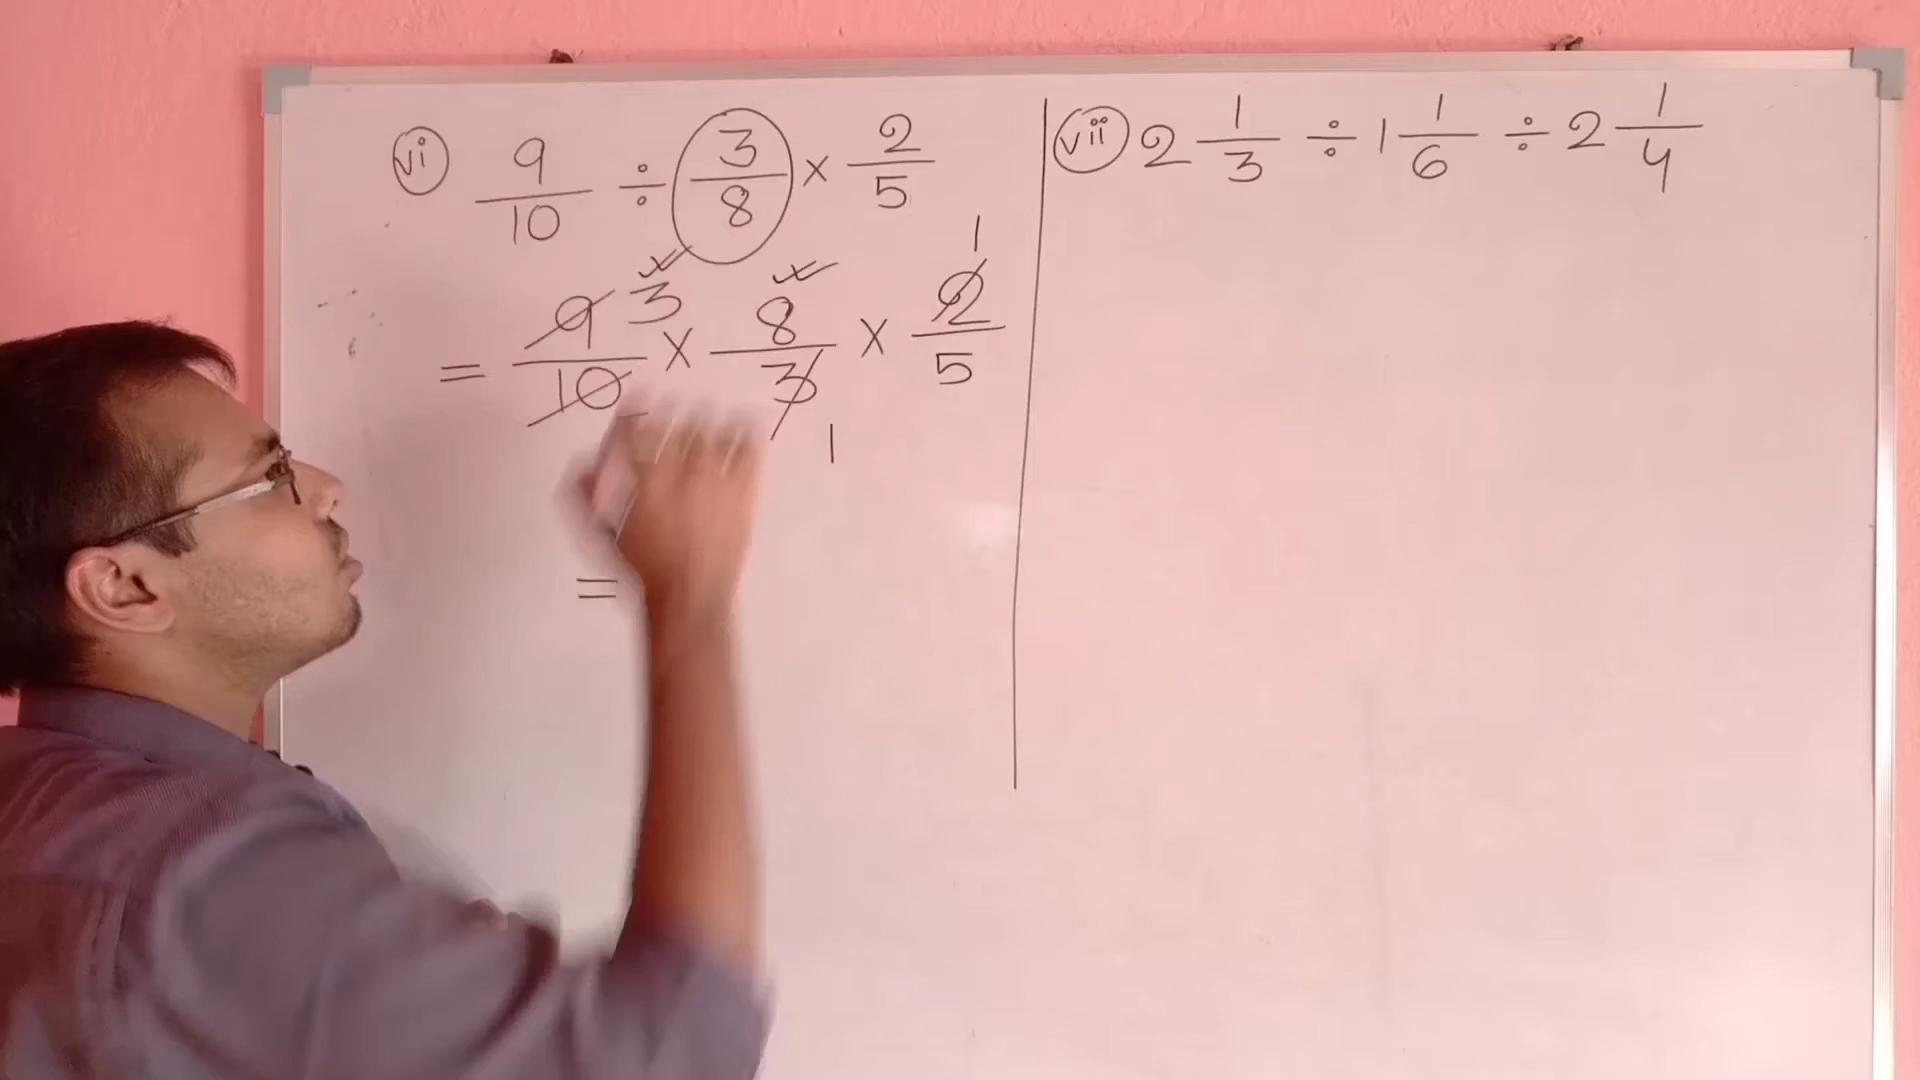 vi 9/10 ÷ 3/8 × 2/5
= 9/10 3 × 8/3 1 × 2/5 1
=
vii 2 1/3 ÷ 1 1/6 ÷ 2 1/4